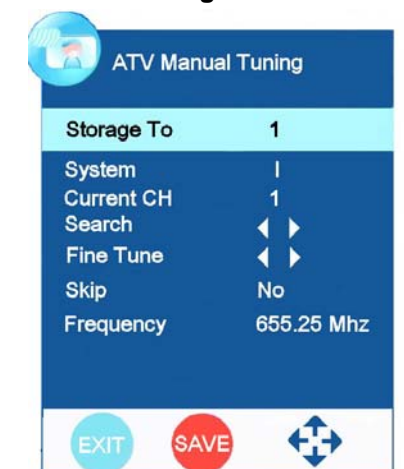 ATV Manual Tuning
Storage To 1
System I
Current CH 1
Search
Fine Tune
Skip No
Frequency 655.25 Mhz
EXIT SAVE